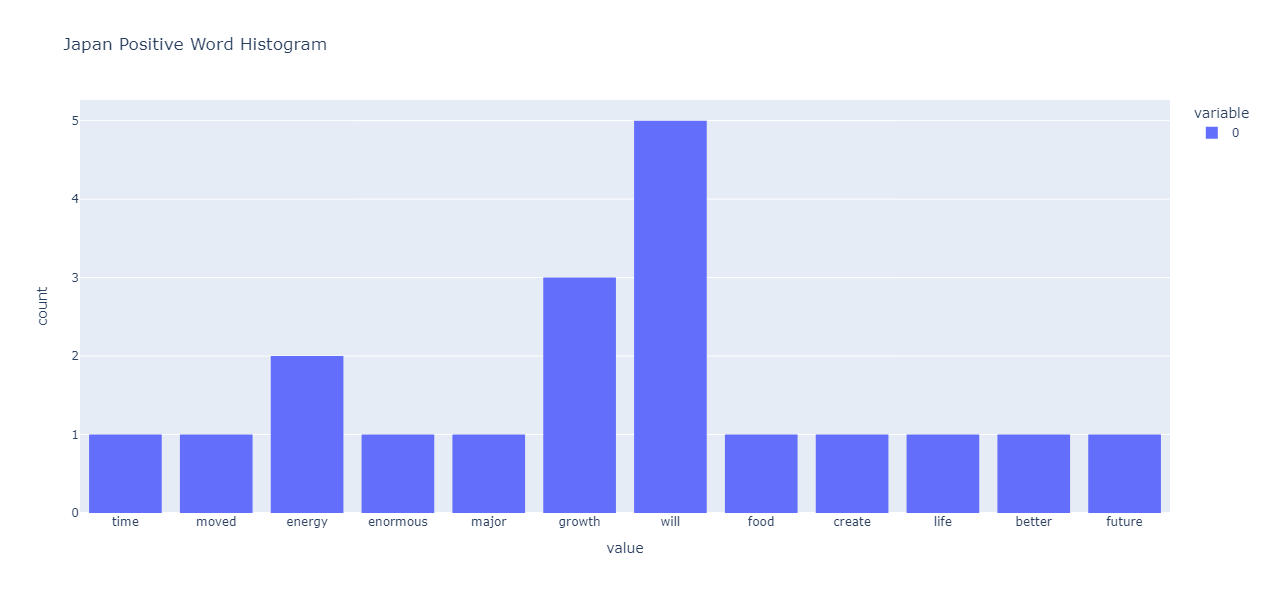 Japan Positive Word Histogram
variable
0
5
4
3
2
1
0
count
time moved energy enormous major growth will food create life better future
value